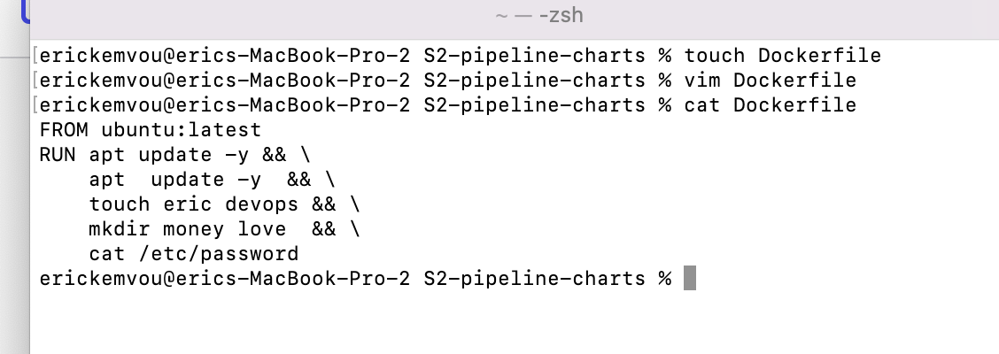 ~ — -zsh
[erickemvou@erics-MacBook-Pro-2 S2-pipeline-charts % touch Dockerfile
[erickemvou@erics-MacBook-Pro-2 S2-pipeline-charts % vim Dockerfile
[erickemvou@erics-MacBook-Pro-2 S2-pipeline-charts % cat Dockerfile
FROM ubuntu:latest
RUN apt update -y && \
    apt  update -y  && \
    touch eric devops && \
    mkdir money love  && \
    cat /etc/password
erickemvou@erics-MacBook-Pro-2 S2-pipeline-charts %